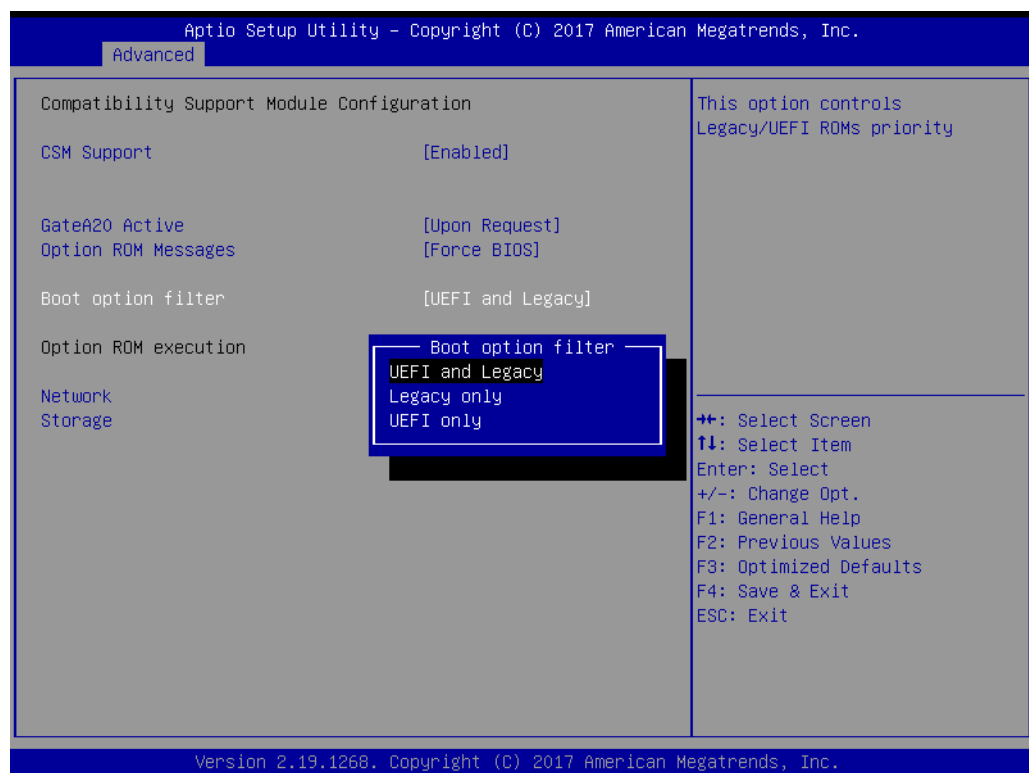 Aptio Setup Utility – Copyright (C) 2017 American Megatrends, Inc.
Advanced
Compatibility Support Module Configuration
CSM Support [Enabled]
GateA20 Active [Upon Request]
Option ROM Messages [Force BIOS]
Boot option filter [UEFI and Legacy]
Option ROM execution
Network
Storage
Boot option filter
UEFI and Legacy
Legacy only
UEFI only
This option controls
Legacy/UEFI ROMs priority
→←: Select Screen
↑↓: Select Item
Enter: Select
+/-: Change Opt.
F1: General Help
F2: Previous Values
F3: Optimized Defaults
F4: Save & Exit
ESC: Exit
Version 2.19.1268. Copyright (C) 2017 American Megatrends, Inc.